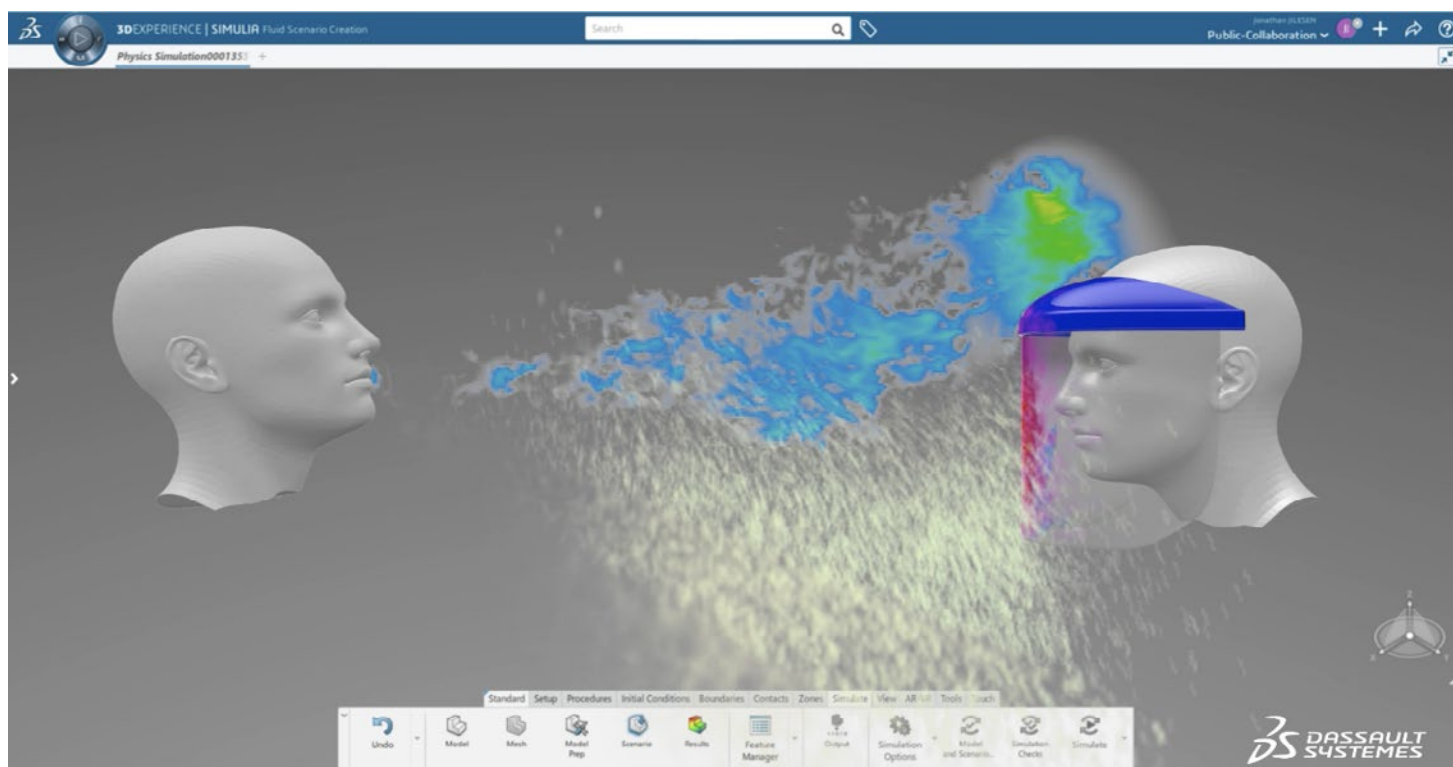 3DEXPERIENCE | SIMULIA Fluid Scenario Creation
Search
Public-Collaboration
Physics Simulation0001353
Standard Setup Procedures Initial Conditions Boundaries Contacts Zones Simulate View AR/VR Tools Touch
Undo
Model
Mesh
Model Prep
Scenario
Results
Feature Manager
Output
Simulation Options
Model and Scenario...
Simulation Checks
Simulate
DASSAULT SYSTEMES